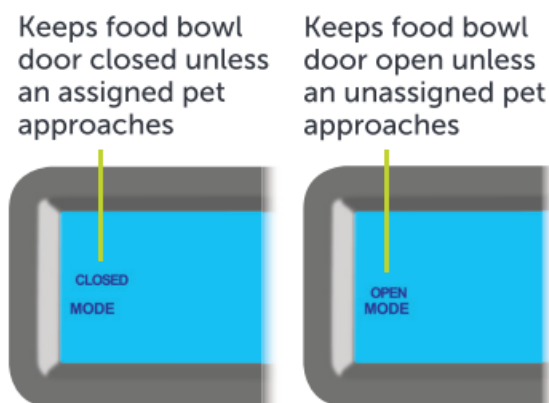 Keeps food bowl
door closed unless
an assigned pet
approaches
CLOSED
MODE
Keeps food bowl
door open unless
an unassigned pet
approaches
OPEN
MODE